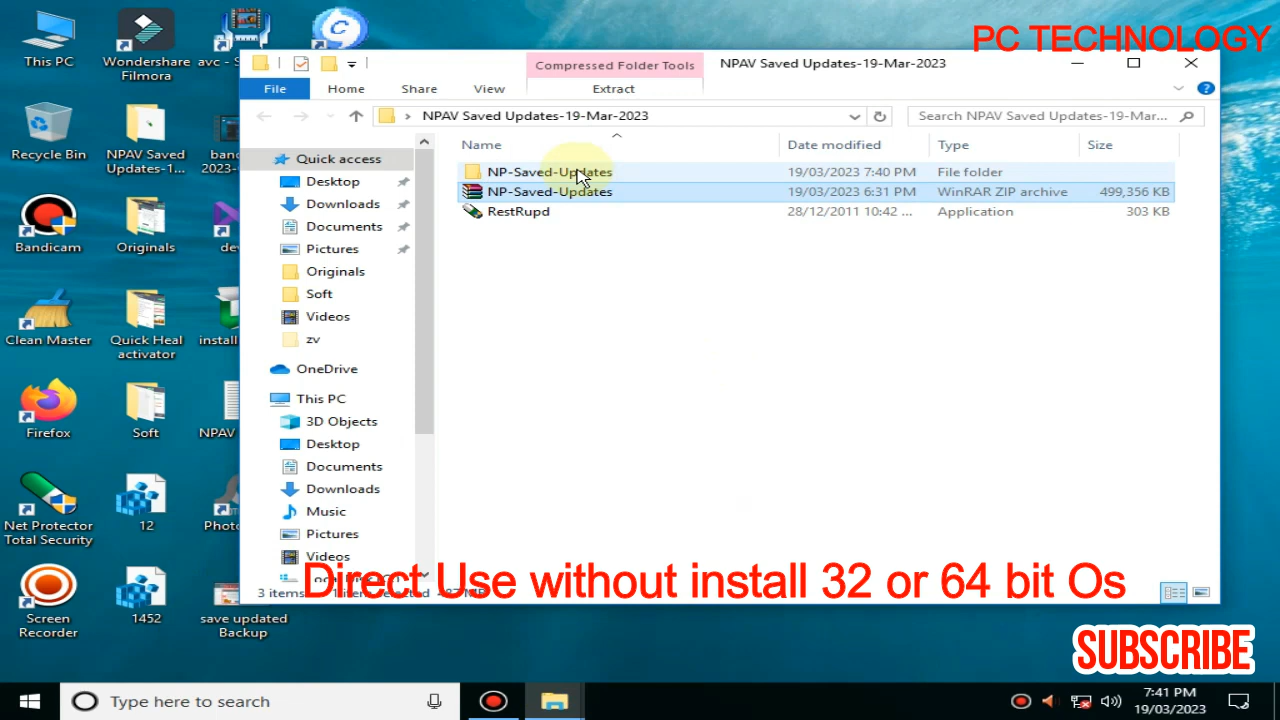 PC TECHNOLOGY
This PC
Wondershare
Filmora
avc - S
Recycle Bin
NPAV Saved
Updates-1...
band
2023-0
Bandicam
Originals
dev
Clean Master
Quick Heal
activator
install
Firefox
Soft
NPAV
Net Protector
Total Security
12
Photo
Screen
Recorder
1452
save updated
Backup
Compressed Folder Tools
NPAV Saved Updates-19-Mar-2023
File
Home
Share
View
Extract
NPAV Saved Updates-19-Mar-2023
Search NPAV Saved Updates-19-Mar...
Quick access
Desktop
Downloads
Documents
Pictures
Originals
Soft
Videos
zv
OneDrive
This PC
3D Objects
Desktop
Documents
Downloads
Music
Pictures
Videos
Name Date modified Type Size
NP-Saved-Updates 19/03/2023 7:40 PM File folder
NP-Saved-Updates 19/03/2023 6:31 PM WinRAR ZIP archive 499,356 KB
RestRupd 28/12/2011 10:42 ... Application 303 KB
3 items
Direct Use without install 32 or 64 bit Os
SUBSCRIBE
Type here to search
7:41 PM
19/03/2023